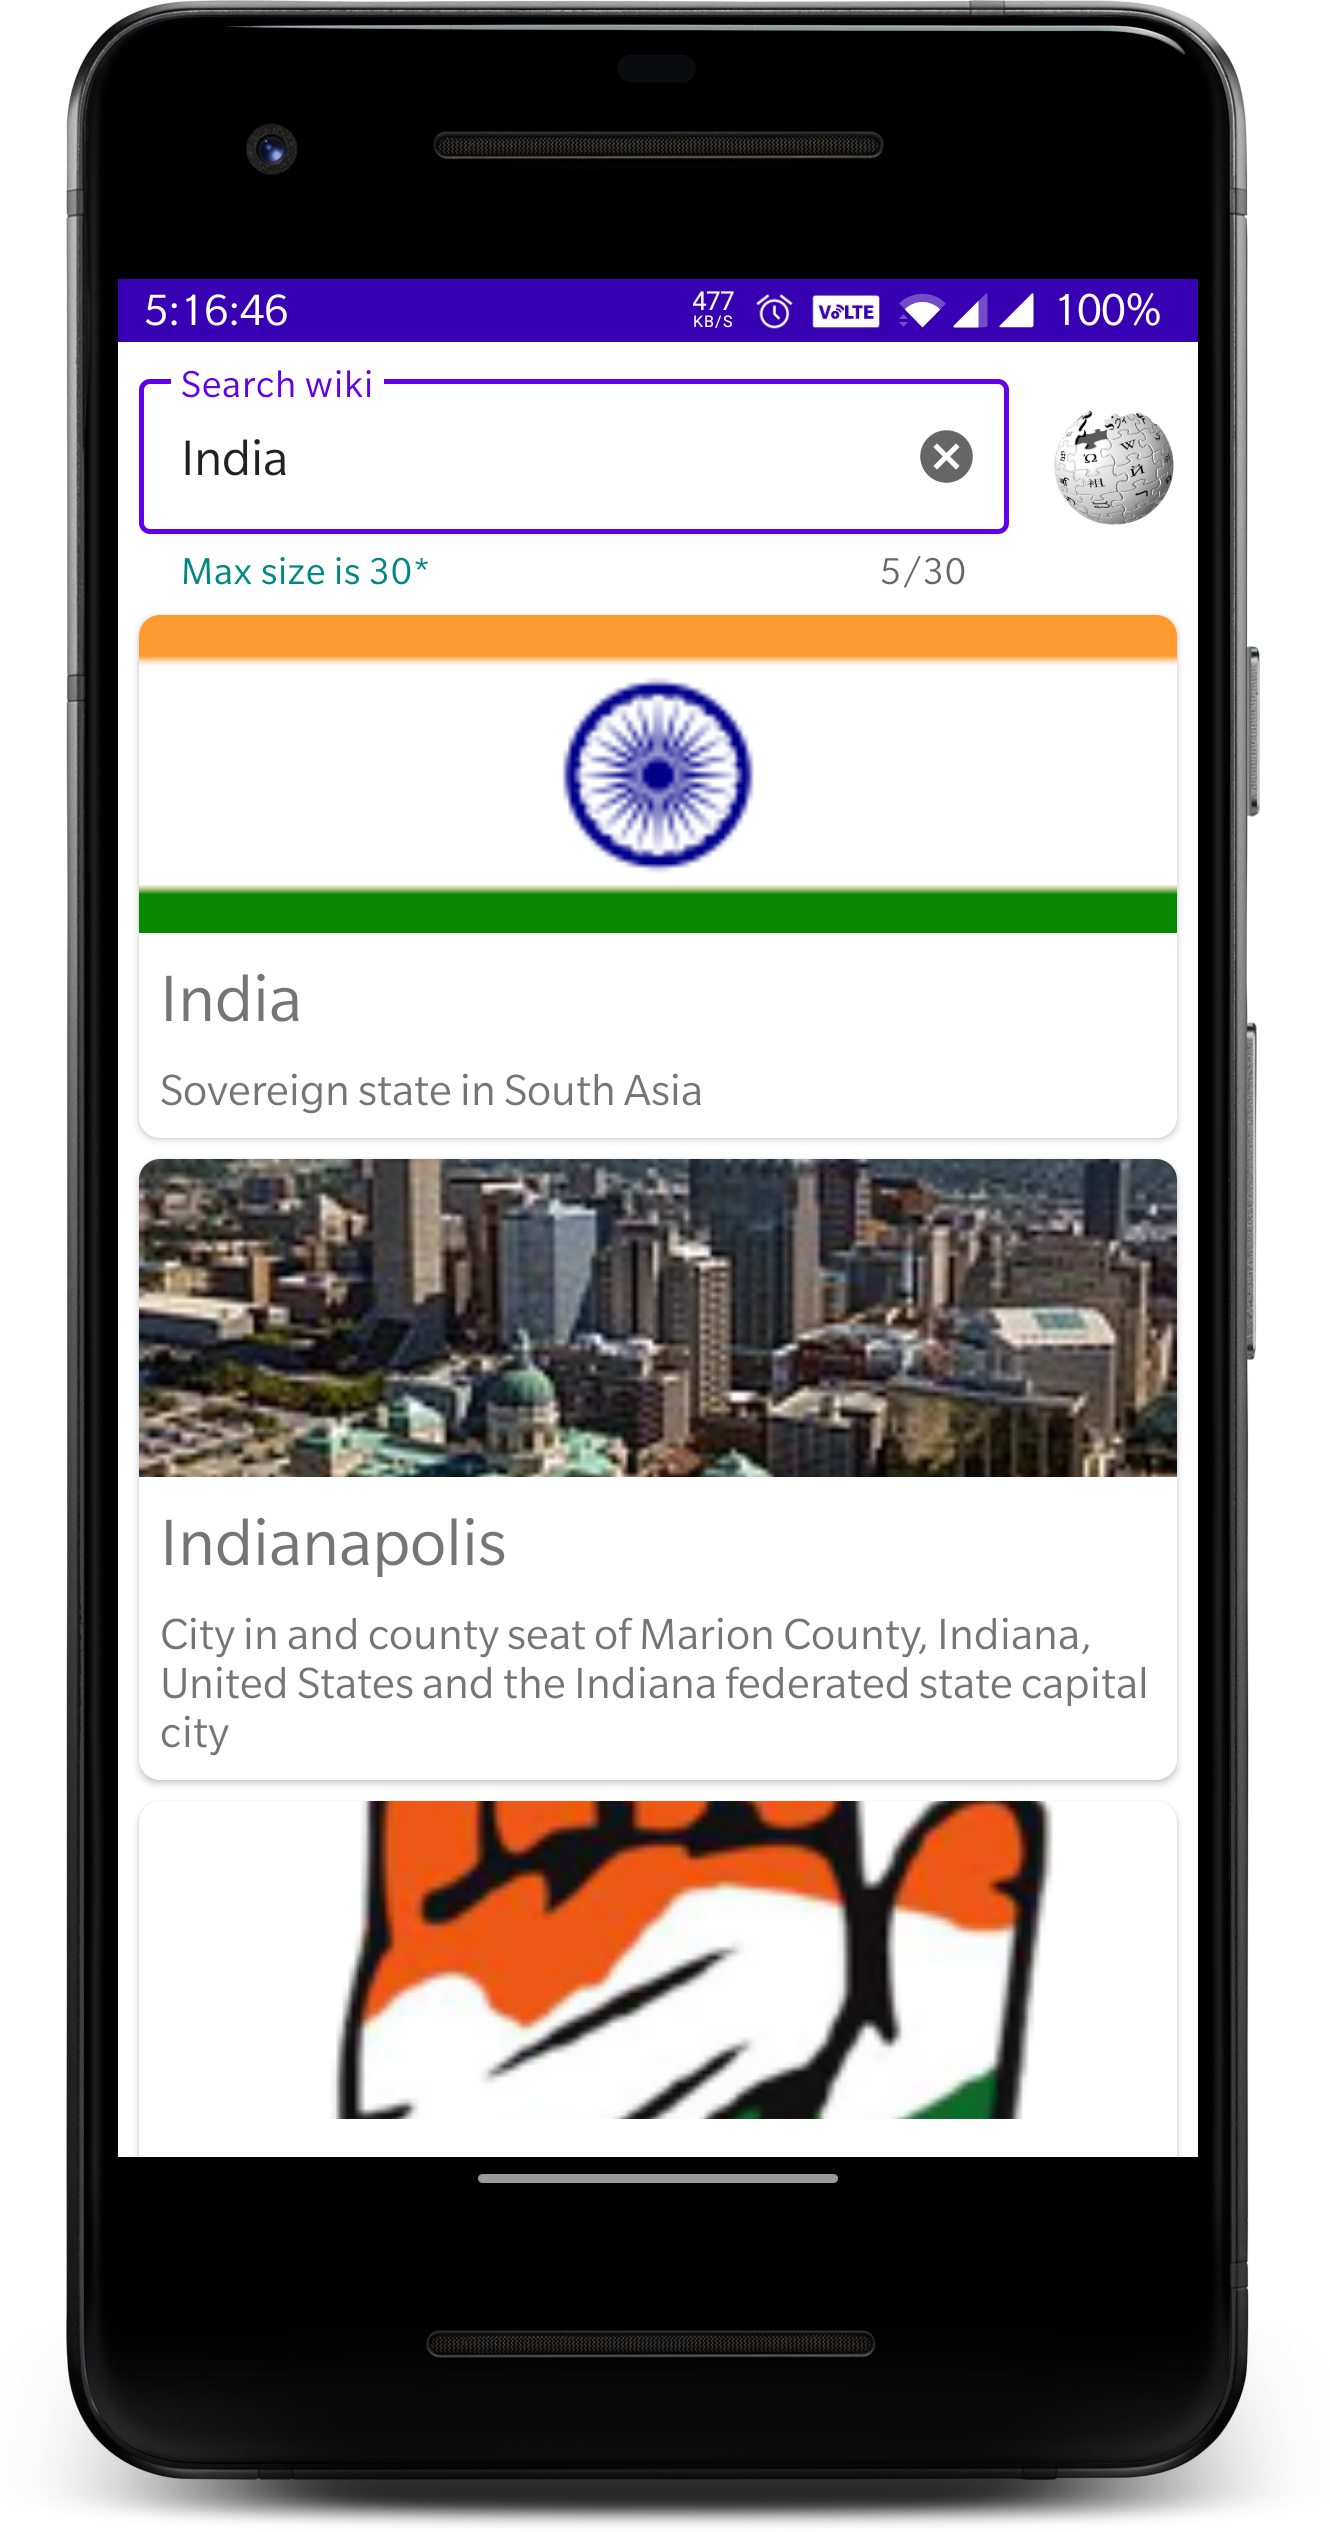 5:16:46
477
KB/S
VoLTE
100%
Search wiki
India
Max size is 30*
5/30
India
Sovereign state in South Asia
Indianapolis
City in and county seat of Marion County, Indiana,
United States and the Indiana federated state capital
city